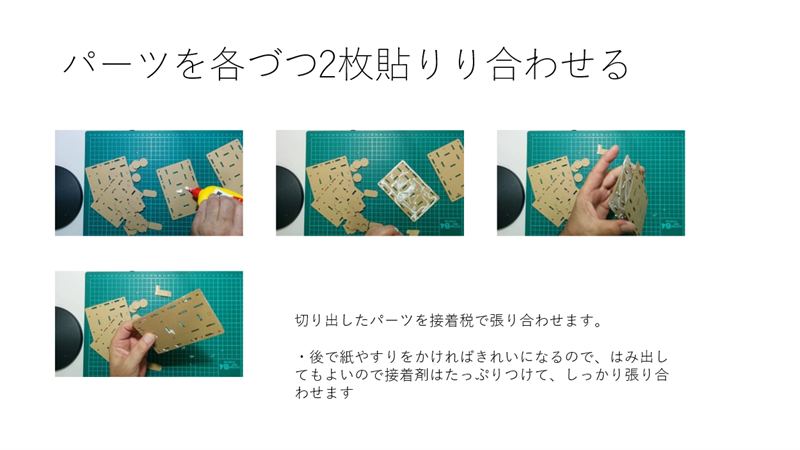 パーツを各づつ2枚貼りり合わせる
切り出したパーツを接着税で張り合わせます。
・後で紙やすりをかければきれいになるので、はみ出し
てもよいので接着剤はたっぷりつけて、しっかり張り合
わせます